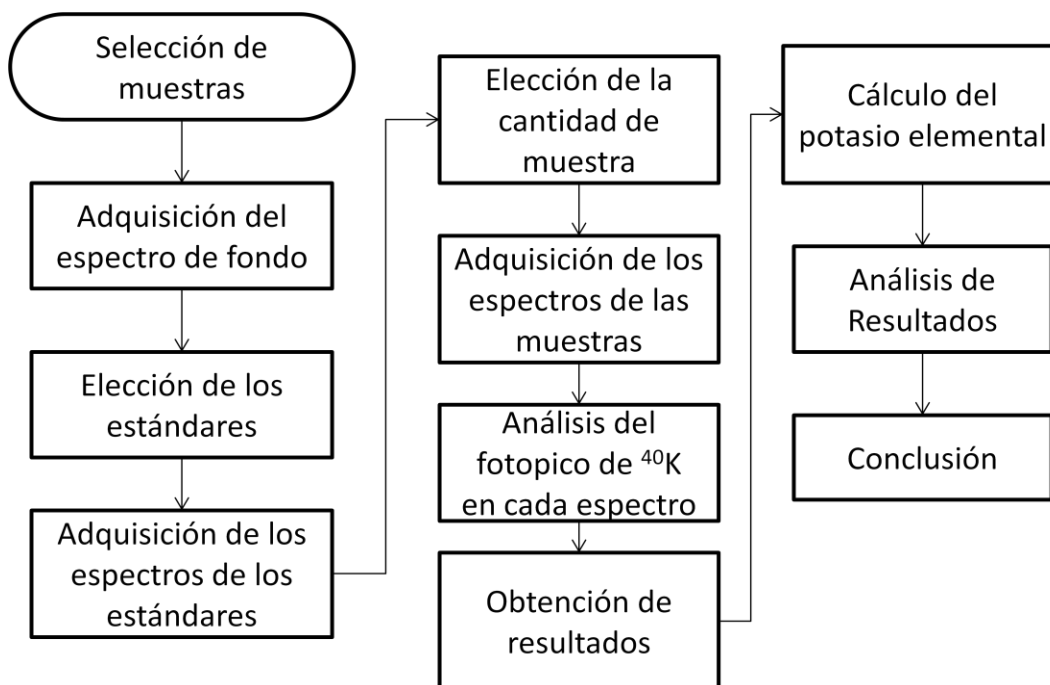 Selección de
muestras
Adquisición del
espectro de fondo
Elección de los
estándares
Adquisición de los
espectros de los
estándares
Elección de la
cantidad de
muestra
Adquisición de los
espectros de las
muestras
Análisis del
fotopico de ⁴⁰K
en cada espectro
Obtención de
resultados
Cálculo del
potasio elemental
Análisis de
Resultados
Conclusión